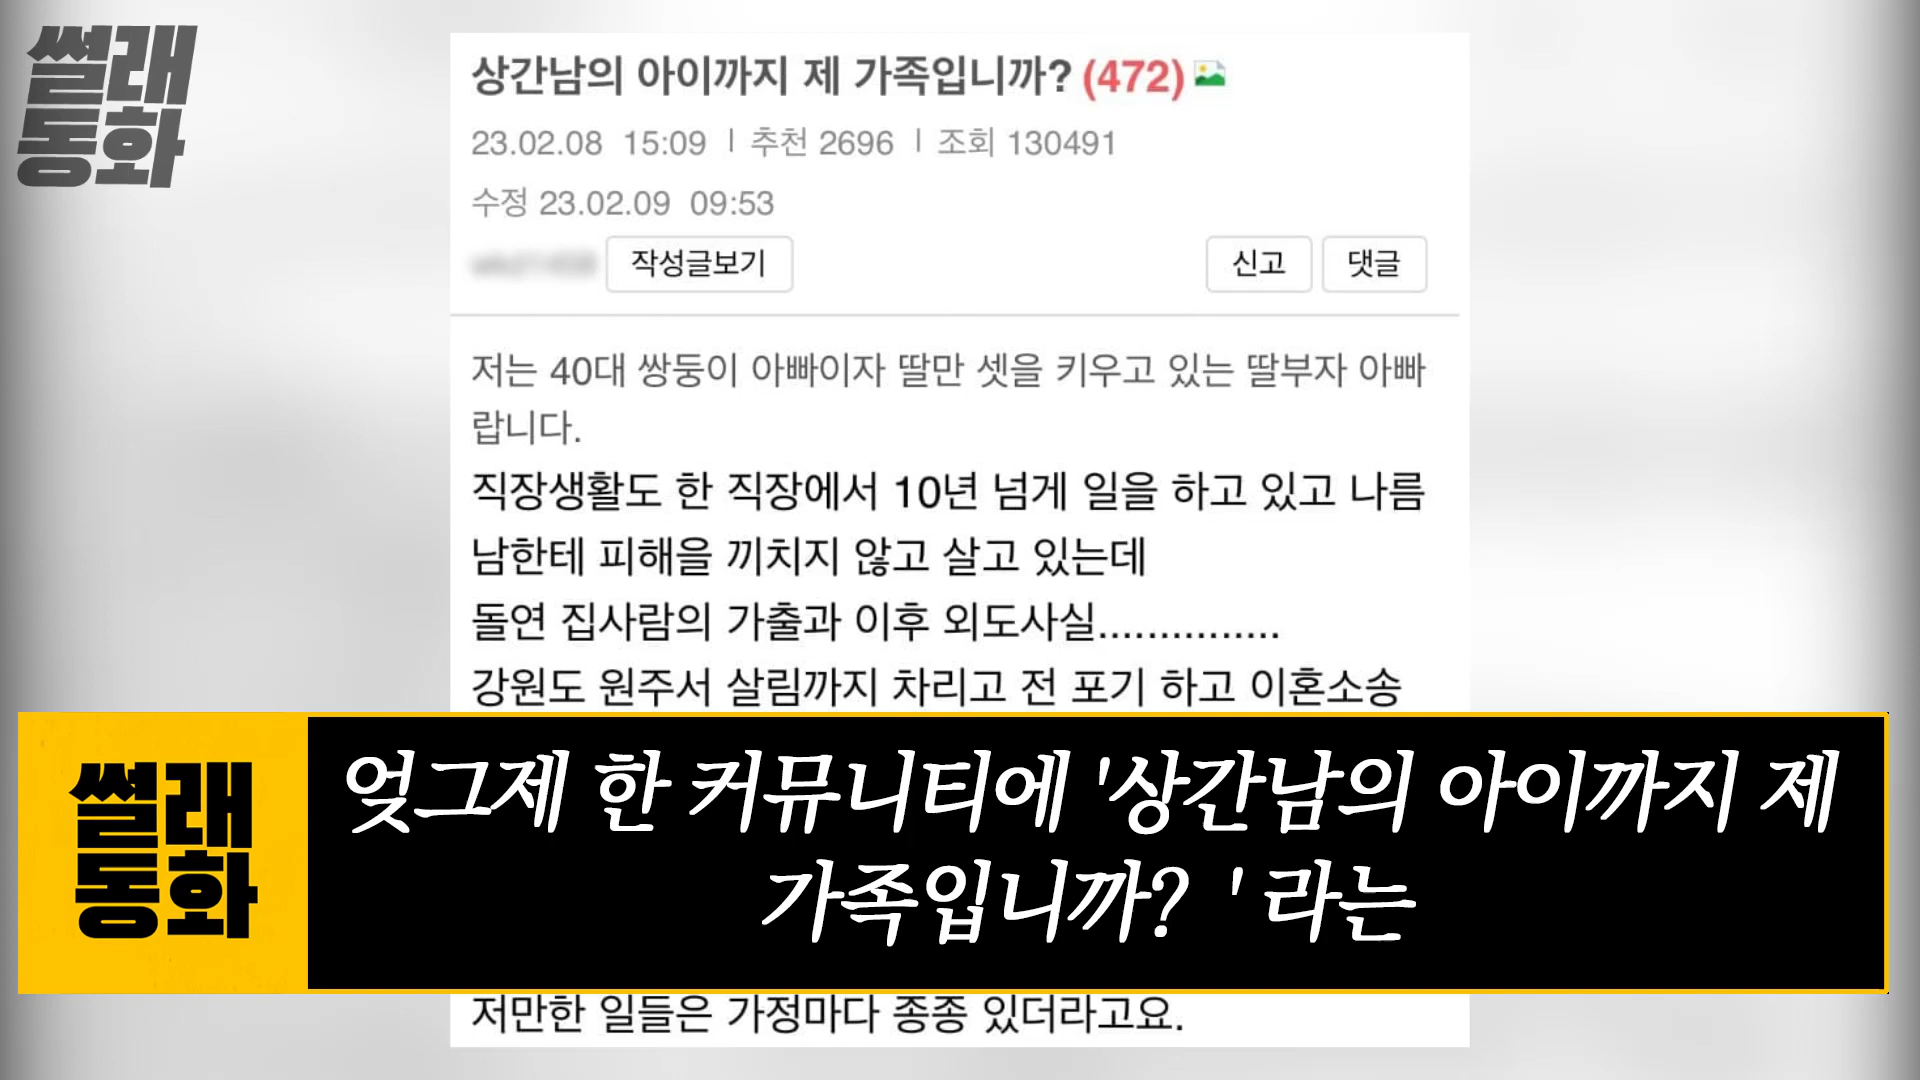 썰래
동화
상간남의 아이까지 제 가족입니까? (472)
23.02.08 15:09 | 추천 2696 | 조회 130491
수정 23.02.09 09:53
작성글보기
신고
댓글
저는 40대 쌍둥이 아빠이자 딸만 셋을 키우고 있는 딸부자 아빠
랍니다.
직장생활도 한 직장에서 10년 넘게 일을 하고 있고 나름
남한테 피해을 끼치지 않고 살고 있는데
돌연 집사람의 가출과 이후 외도사실...............
강원도 원주서 살림까지 차리고 전 포기 하고 이혼소송
썰래
동화
엊그제 한 커뮤니티에 '상간남의 아이까지 제
가족입니까? ' 라는
저만한 일들은 가정마다 종종 있더라고요.